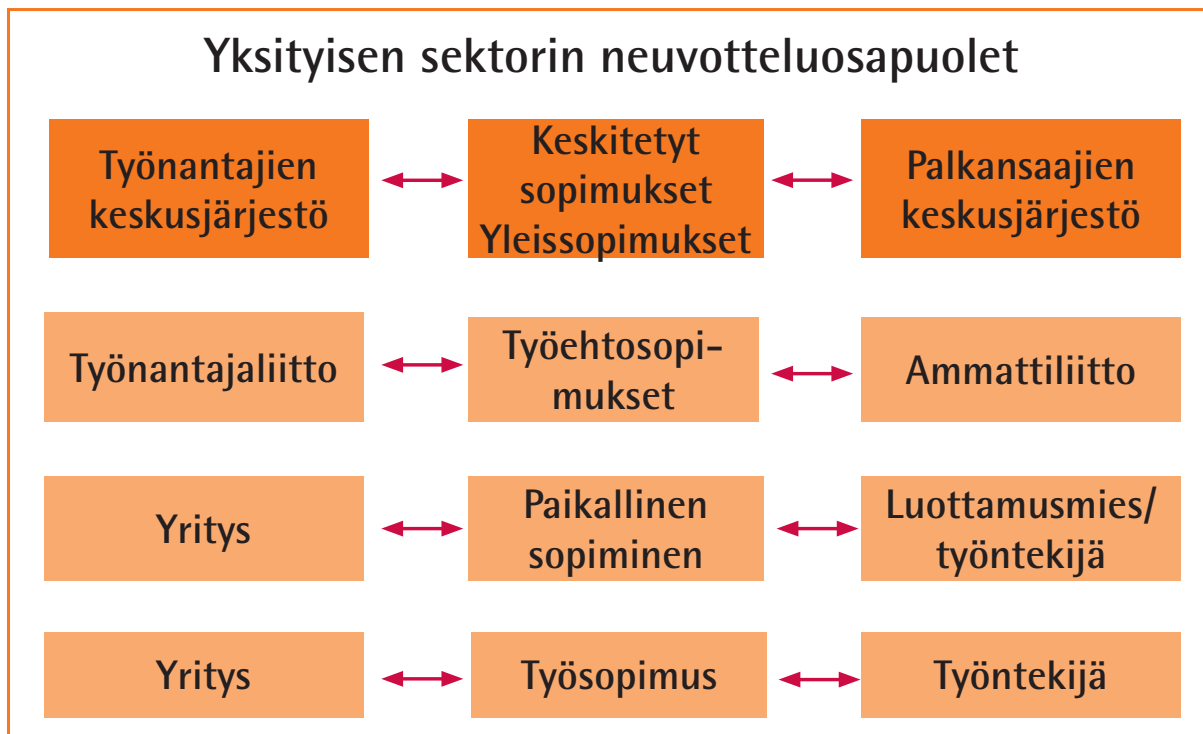 Yksityisen sektorin neuvotteluosapuolet
Työnantajien
keskusjärjestö
Keskitetyt
sopimukset
Yleissopimukset
Palkansaajien
keskusjärjestö
Työnantajaliitto
Työehtosopi-
mukset
Ammattiliitto
Yritys
Paikallinen
sopiminen
Luottamusmies/
työntekijä
Yritys
Työsopimus
Työntekijä